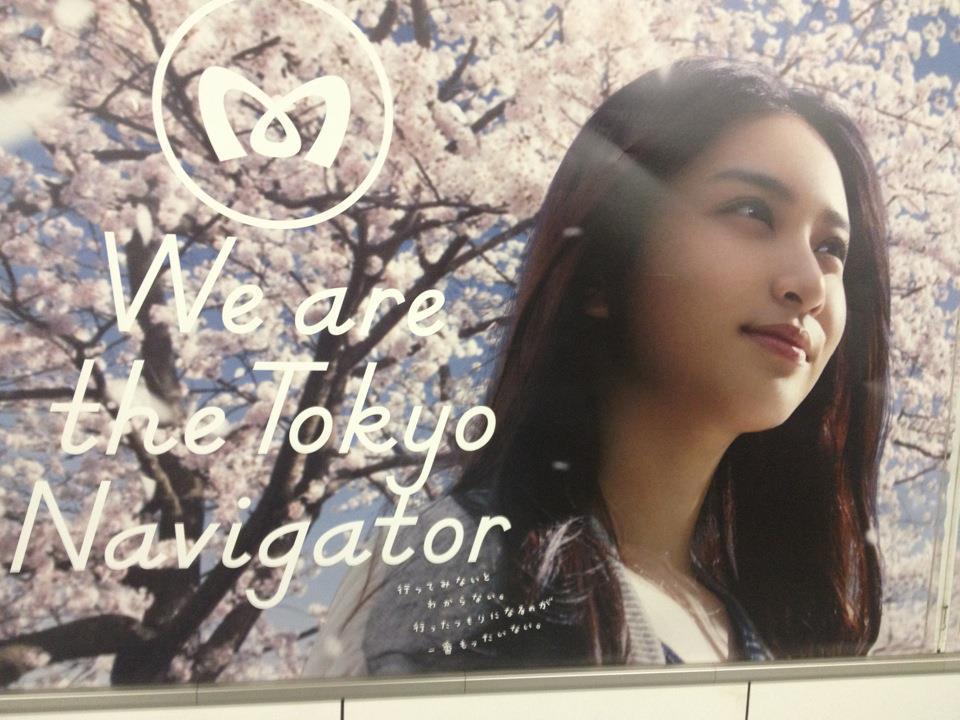 We are
the Tokyo
Navigator
行ってみないと
わからない。
行ったつもりになるのが
一番もったいない。